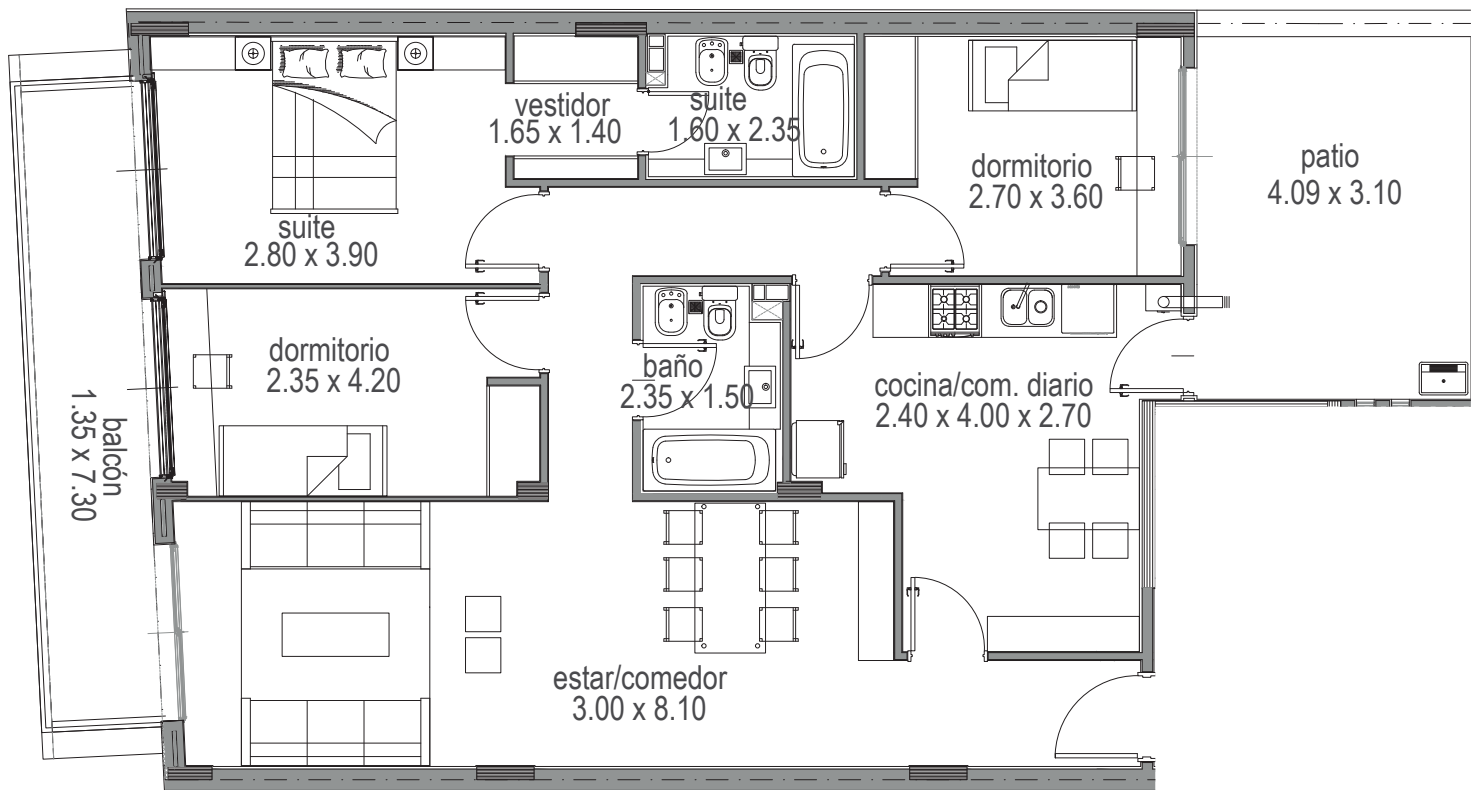 vestidor
1.65 x 1.40
suite
1.60 x 2.35
dormitorio
2.70 x 3.60
patio
4.09 x 3.10
suite
2.80 x 3.90
dormitorio
2.35 x 4.20
baño
2.35 x 1.50
cocina/com. diario
2.40 x 4.00 x 2.70
balcón
1.35 x 7.30
estar/comedor
3.00 x 8.10